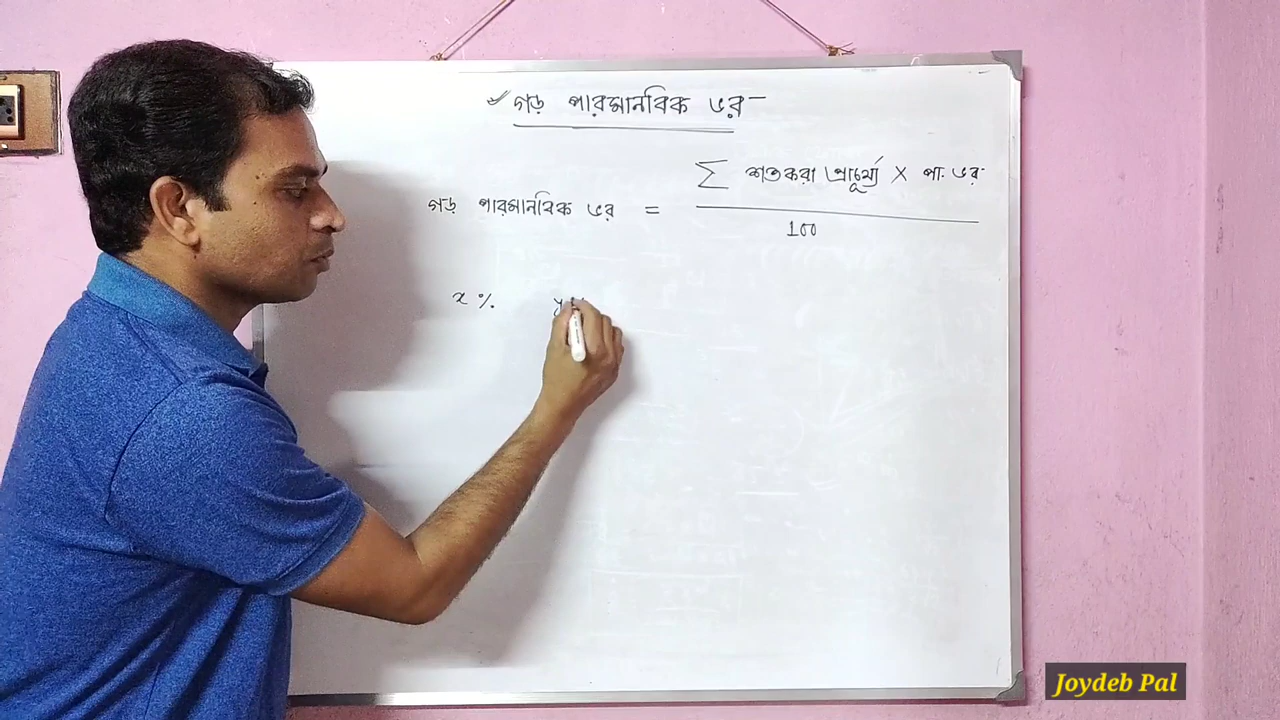 গড় পারমানবিক ভর
∑ শতকরা প্রাচুর্য্য X পা. ভর.
গড় পারমানবিক ভর =
100
x % y
Joydeb Pal